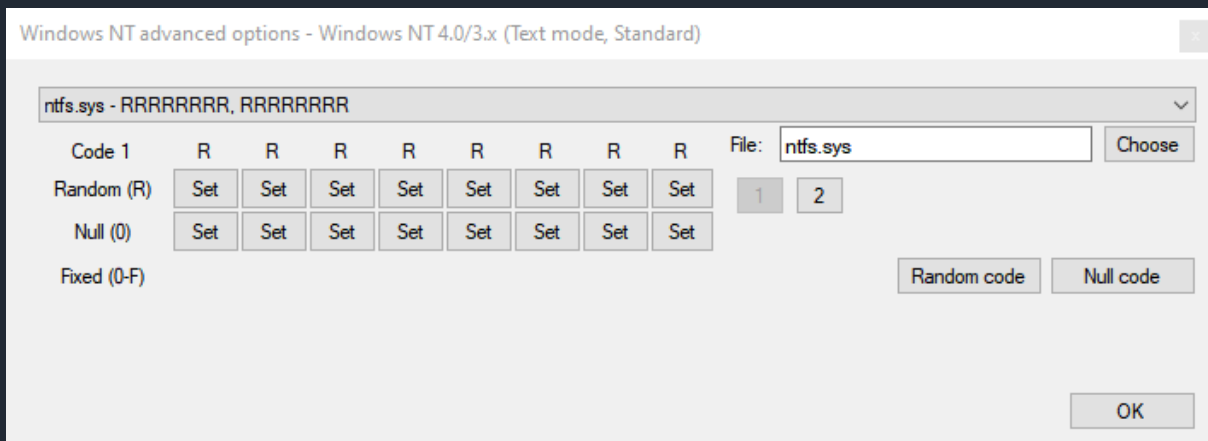 Windows NT advanced options - Windows NT 4.0/3.x (Text mode, Standard)
x
ntfs.sys - RRRRRRRR, RRRRRRRR
Code 1 R R R R R R R R File: ntfs.sys Choose
Random (R) Set Set Set Set Set Set Set Set 1 2
Null (0) Set Set Set Set Set Set Set Set
Fixed (0-F) Random code Null code
OK